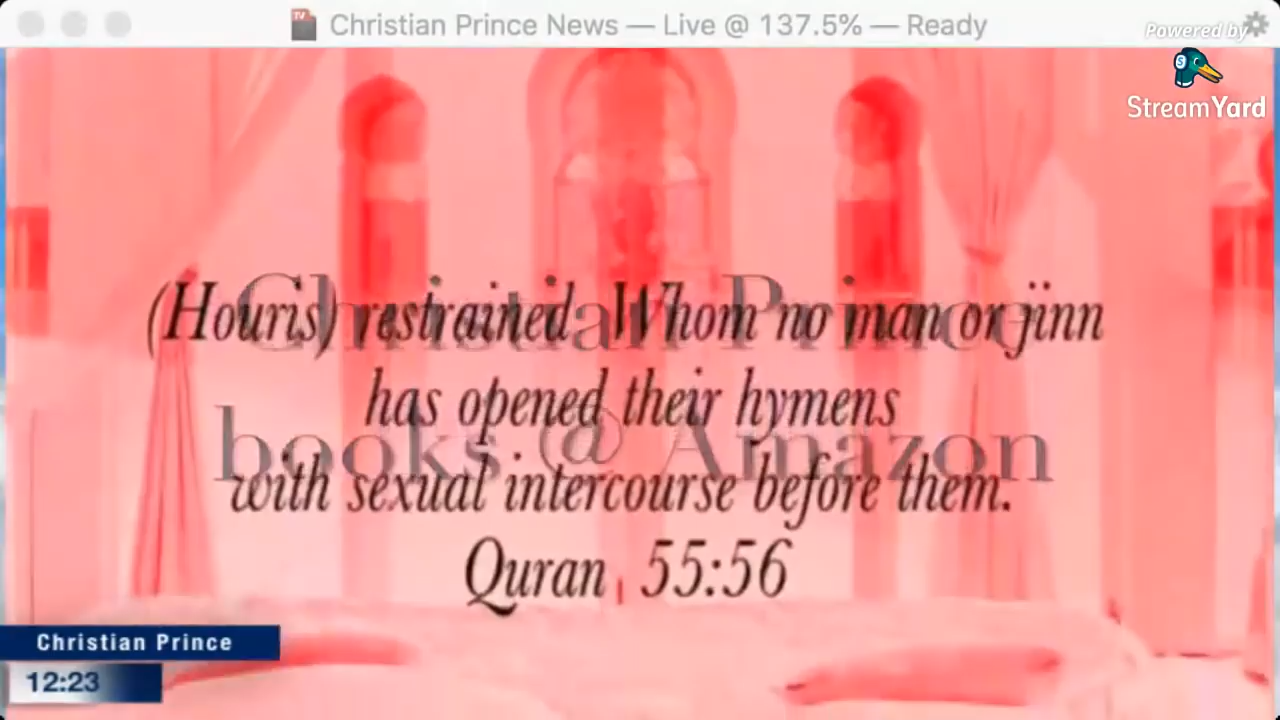 Christian Prince News — Live @ 137.5% — Ready
Powered by
StreamYard
Christian Prince
books @ Amazon
(Houris) restrained Whom no man or jinn
has opened their hymens
with sexual intercourse before them.
Quran 55:56
Christian Prince
12:23